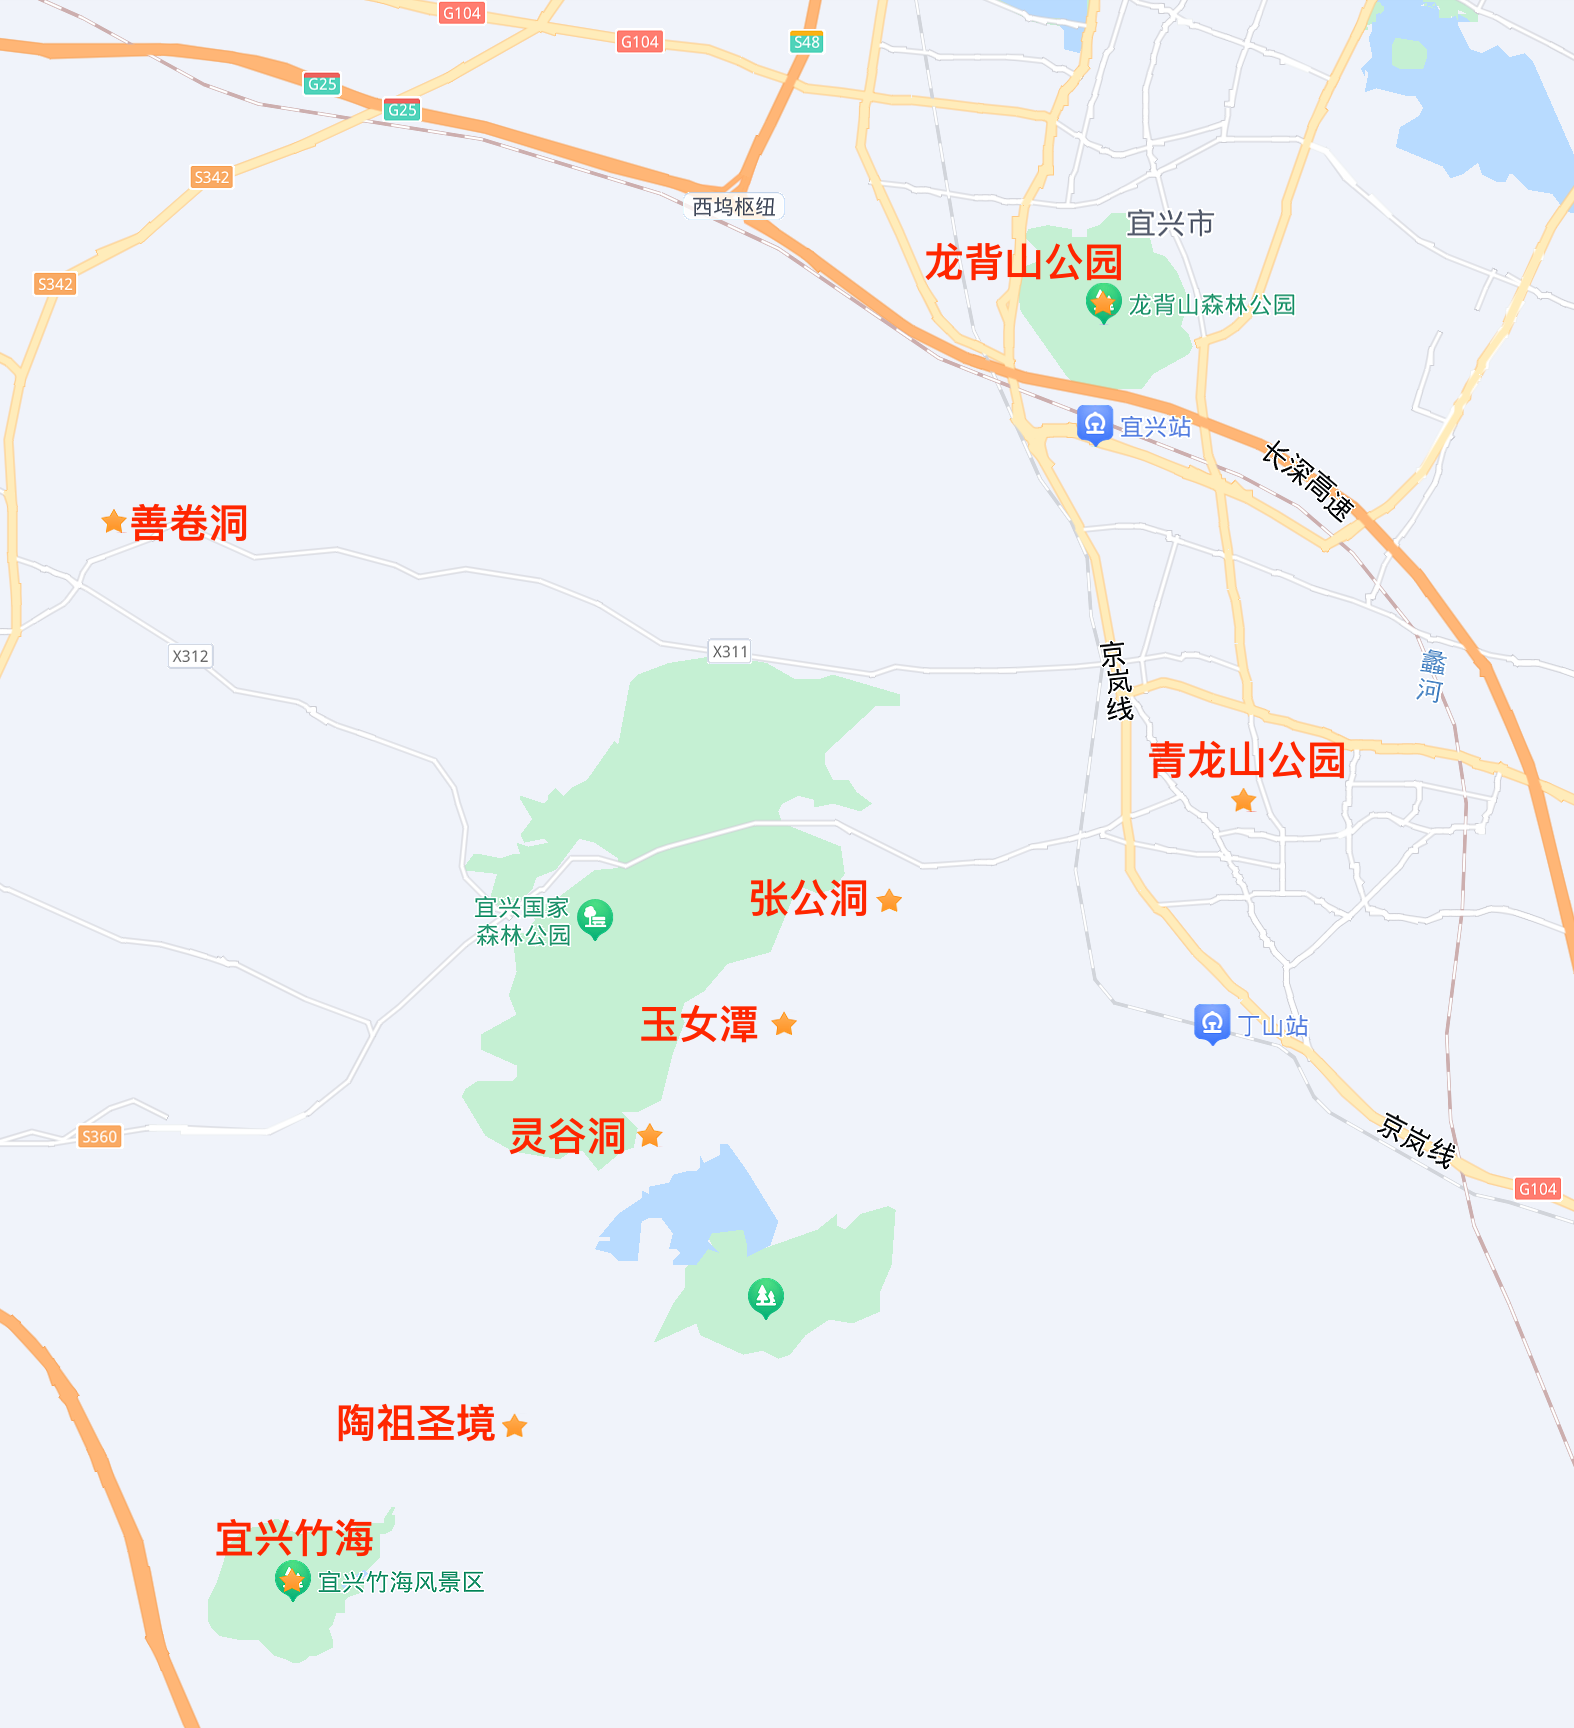 G104
G104
S48
G25
G25
S342
西坞枢纽
宜兴市
龙背山公园
龙背山森林公园
S342
宜兴站
长深高速
善卷洞
X312
X311
京岚线
蠡河
青龙山公园
张公洞
宜兴国家
森林公园
玉女潭
丁山站
S360
灵谷洞
京岚线
G104
陶祖圣境
宜兴竹海
宜兴竹海风景区